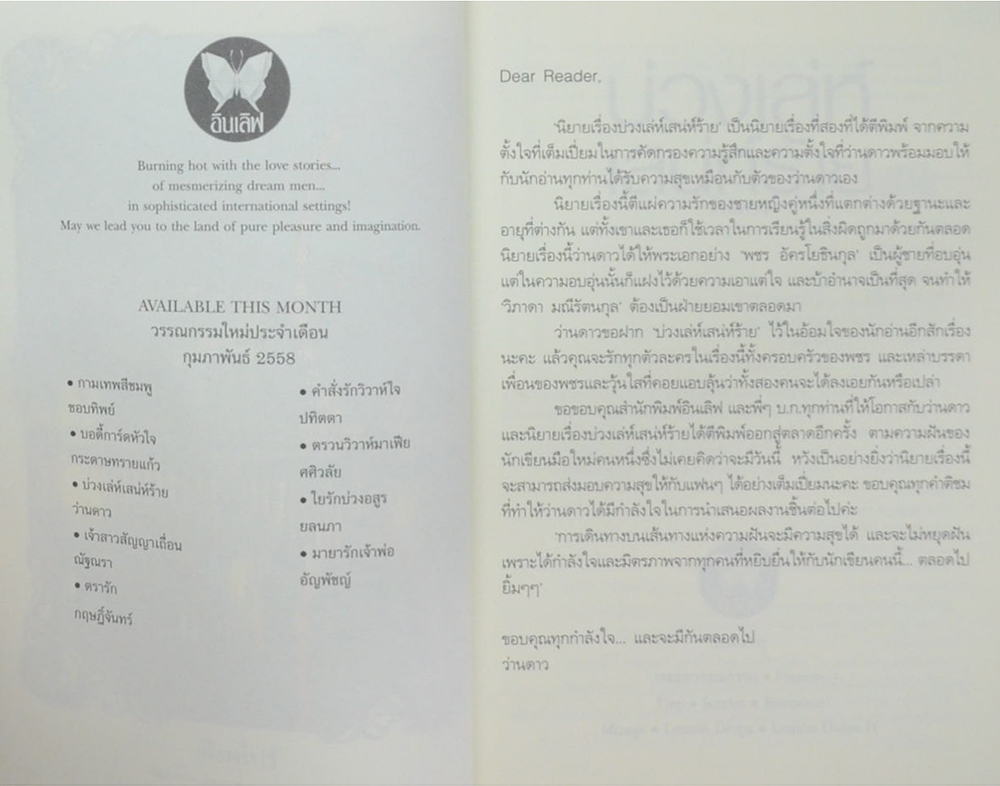 อินเลิฟ
Burning hot with the love stories...
of mesmerizing dream men...
in sophisticated international settings!
May we lead you to the land of pure pleasure and imagination.
AVAILABLE THIS MONTH
วรรณกรรมใหม่ประจำเดือน
กุมภาพันธ์ 2558
• กามเทพสีชมพู
ชอบทิพย์
• บอดี้การ์ดหัวใจ
กระดาษทรายแก้ว
• บ่วงเล่ห์เสน่ห์ร้าย
ว่านดาว
• เจ้าสาวสัญญาเถื่อน
ณัฐณรา
• ตรารัก
กฤษฎิ์จันทร์
• คำสั่งรักวิวาห์ใจ
ปทิตตา
• ตรวนวิวาห์มาเฟีย
ศศิวลัย
• ใยรักบ่วงอสูร
ยลนภา
• มายารักเจ้าพ่อ
อัญพัชญ์
Dear Reader,
'นิยายเรื่องบ่วงเล่ห์เสน่ห์ร้าย' เป็นนิยายเรื่องที่สองที่ได้ตีพิมพ์ จากความ
ตั้งใจที่เต็มเปี่ยมในการคัดกรองความรู้สึกและความตั้งใจที่ว่านดาวพร้อมมอบให้
กับนักอ่านทุกท่านได้รับความสุขเหมือนกับตัวของว่านดาวเอง
นิยายเรื่องนี้ตีแผ่ความรักของชายหญิงคู่หนึ่งที่แตกต่างด้วยฐานะและ
อายุที่ต่างกัน แต่ทั้งเขาและเธอก็ใช้เวลาในการเรียนรู้ในสิ่งผิดถูกมาด้วยกันตลอด
นิยายเรื่องนี้ว่านดาวได้ให้พระเอกอย่าง 'พชร อัครโยธินกุล' เป็นผู้ชายที่อบอุ่น
แต่ในความอบอุ่นนั้นก็แฝงไว้ด้วยความเอาแต่ใจ และบ้าอำนาจเป็นที่สุด จนทำให้
'วิภาดา มณีรัตนกุล' ต้องเป็นฝ่ายยอมเขาตลอดมา
ว่านดาวขอฝาก 'บ่วงเล่ห์เสน่ห์ร้าย' ไว้ในอ้อมใจของนักอ่านอีกสักเรื่อง
นะคะ แล้วคุณจะรักทุกตัวละครในเรื่องนี้ทั้งครอบครัวของพชร และเหล่าบรรดา
เพื่อนของพชรและวุ้นใสที่คอยแอบลุ้นว่าทั้งสองคนจะได้ลงเอยกันหรือเปล่า
ขอขอบคุณสำนักพิมพ์อินเลิฟ และพี่ๆ บ.ก.ทุกท่านที่ให้โอกาสกับว่านดาว
และนิยายเรื่องบ่วงเล่ห์เสน่ห์ร้ายได้ตีพิมพ์ออกสู่ตลาดอีกครั้ง ตามความฝันของ
นักเขียนมือใหม่คนหนึ่งซึ่งไม่เคยคิดว่าจะมีวันนี้ หวังเป็นอย่างยิ่งว่านิยายเรื่องนี้
จะสามารถส่งมอบความสุขให้กับแฟนๆ ได้อย่างเต็มเปี่ยมนะคะ ขอบคุณทุกคำติชม
ที่ทำให้ว่านดาวได้มีกำลังใจในการนำเสนอผลงานชิ้นต่อไปค่ะ
'การเดินทางบนเส้นทางแห่งความฝันจะมีความสุขได้ และจะไม่หยุดฝัน
เพราะได้กำลังใจและมิตรภาพจากทุกคนที่หยิบยื่นให้กับนักเขียนคนนี้... ตลอดไป
ยิ้มๆๆ'
ขอบคุณทุกกำลังใจ... และจะมีกันตลอดไป
ว่านดาว